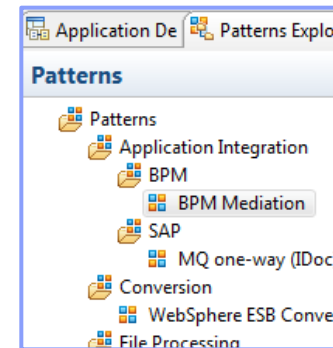 Application De Patterns Explo
Patterns
Patterns
Application Integration
BPM
BPM Mediation
SAP
MQ one-way (IDoc
Conversion
WebSphere ESB Conve
File Processing